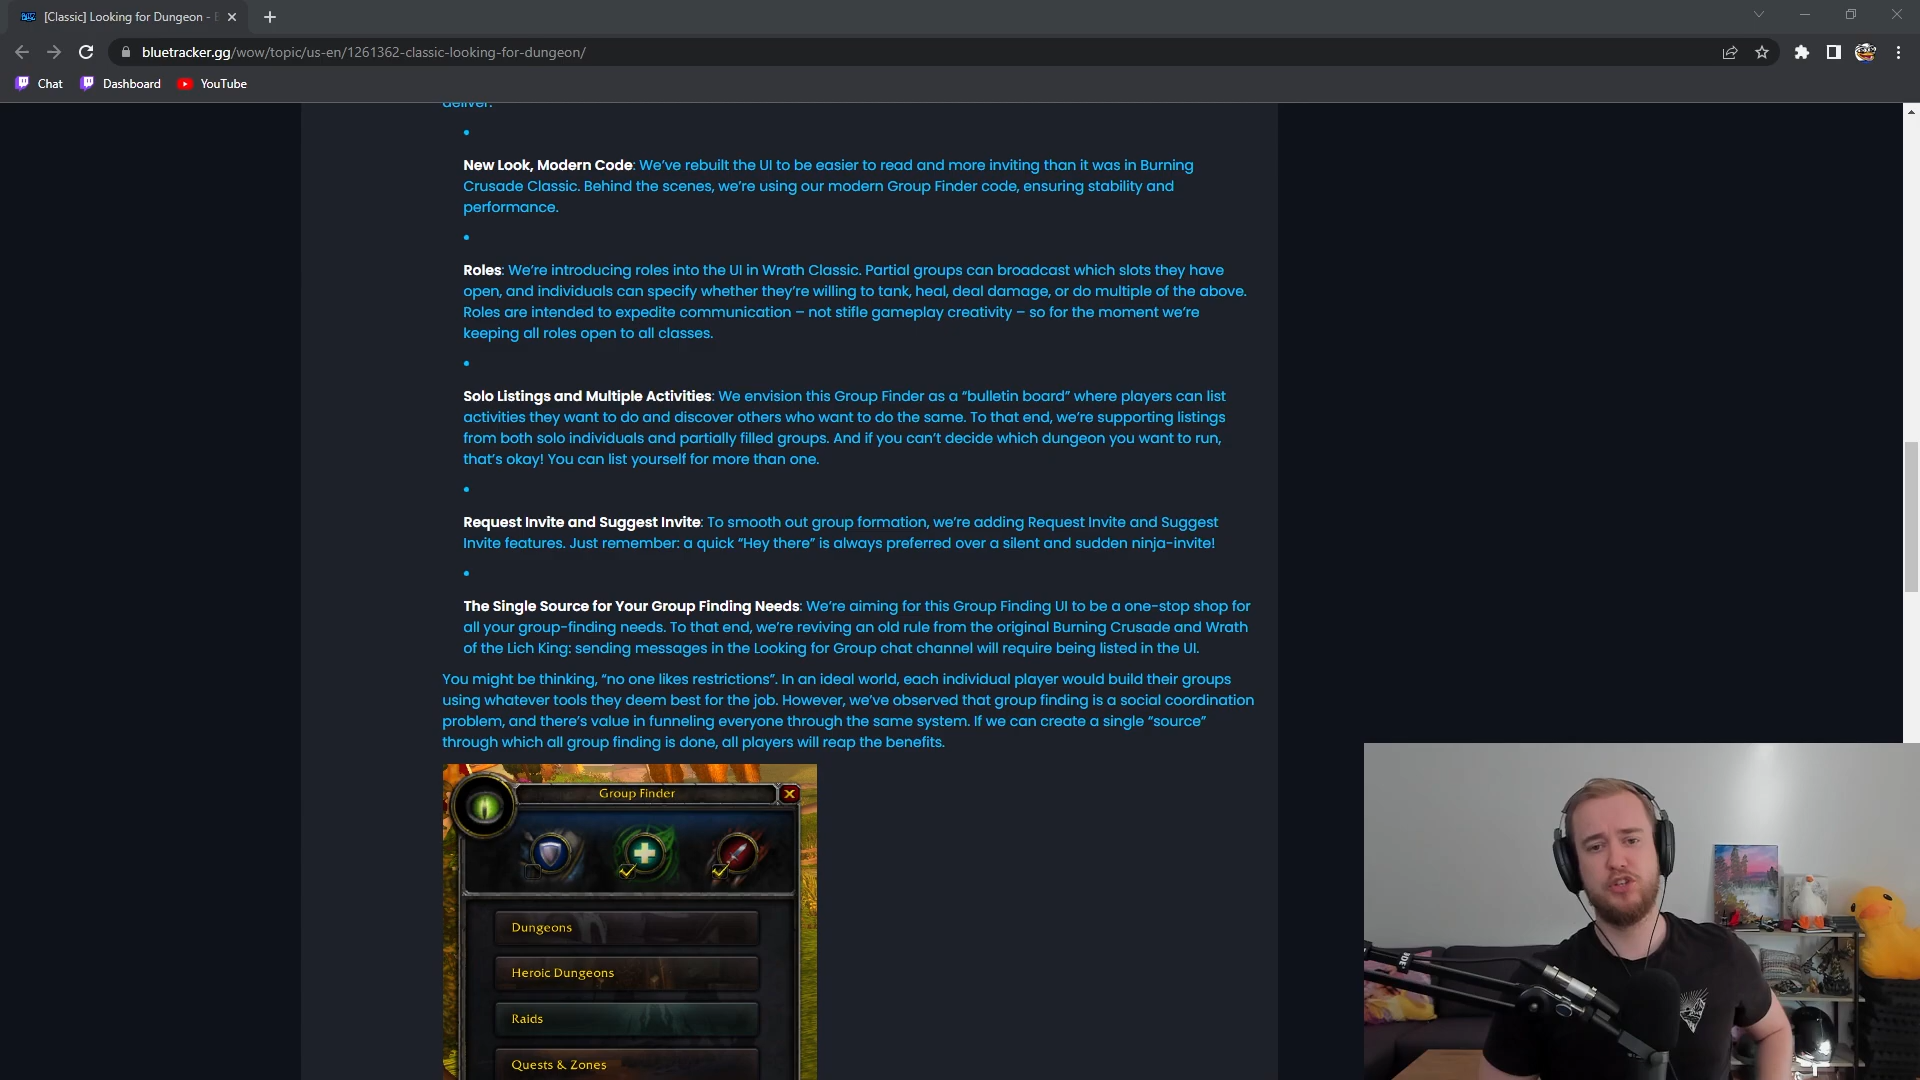 [Classic] Looking for Dungeon -
bluetracker.gg/wow/topic/us-en/1261362-classic-looking-for-dungeon/
Chat Dashboard YouTube
deliver.
New Look, Modern Code: We've rebuilt the UI to be easier to read and more inviting than it was in Burning
Crusade Classic. Behind the scenes, we're using our modern Group Finder code, ensuring stability and
performance.
Roles: We're introducing roles into the UI in Wrath Classic. Partial groups can broadcast which slots they have
open, and individuals can specify whether they're willing to tank, heal, deal damage, or do multiple of the above.
Roles are intended to expedite communication – not stifle gameplay creativity – so for the moment we're
keeping all roles open to all classes.
Solo Listings and Multiple Activities: We envision this Group Finder as a “bulletin board” where players can list
activities they want to do and discover others who want to do the same. To that end, we're supporting listings
from both solo individuals and partially filled groups. And if you can't decide which dungeon you want to run,
that's okay! You can list yourself for more than one.
Request Invite and Suggest Invite: To smooth out group formation, we're adding Request Invite and Suggest
Invite features. Just remember: a quick “Hey there” is always preferred over a silent and sudden ninja-invite!
The Single Source for Your Group Finding Needs: We're aiming for this Group Finding UI to be a one-stop shop for
all your group-finding needs. To that end, we're reviving an old rule from the original Burning Crusade and Wrath
of the Lich King: sending messages in the Looking for Group chat channel will require being listed in the UI.
You might be thinking, “no one likes restrictions”. In an ideal world, each individual player would build their groups
using whatever tools they deem best for the job. However, we've observed that group finding is a social coordination
problem, and there's value in funneling everyone through the same system. If we can create a single “source”
through which all group finding is done, all players will reap the benefits.
Group Finder
Dungeons
Heroic Dungeons
Raids
Quests & Zones